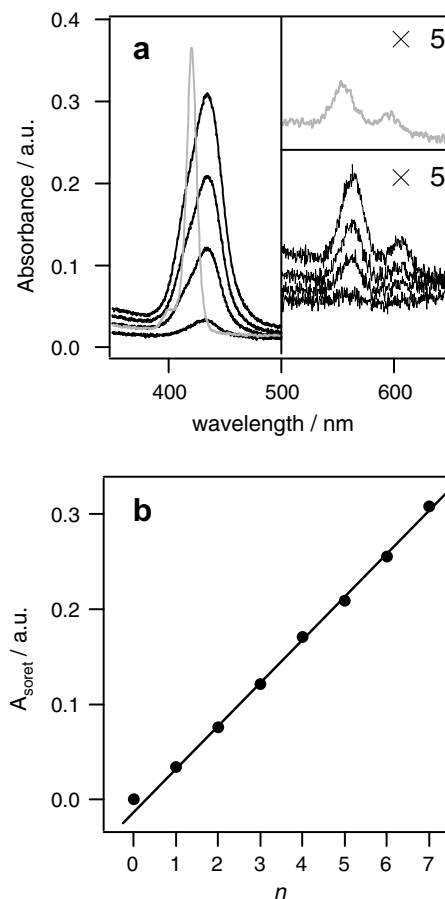 a
× 5
× 5
Absorbance / a.u.
0.4
0.3
0.2
0.1
0.0
400 500 600
wavelength / nm
b
A_soret / a.u.
0.3
0.2
0.1
0.0
0 1 2 3 4 5 6 7
n